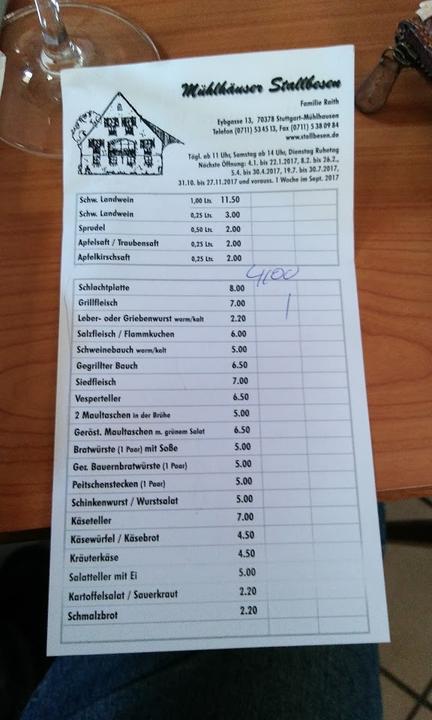 Mühlhäuser Stallbesen
Familie Raith
Eybgasse 13, 70378 Stuttgart-Mühlhausen
Telefon (0711) 53 45 13, Fax (0711) 5 38 09 84
www.stallbesen.de
Tägl. ab 11 Uhr, Samstag ab 14 Uhr, Dienstag Ruhetag
Nächste Öffnung: 4.1. bis 22.1.2017, 8.2. bis 26.2.,
5.4. bis 30.4.2017, 19.7. bis 30.7.2017,
31.10. bis 27.11.2017 und vorauss. 1 Woche im Sept. 2017
Schw. Landwein 1,00 Ltr. 11.50
Schw. Landwein 0,25 Ltr. 3.00
Sprudel 0,50 Ltr. 2.00
Apfelsaft / Traubensaft 0,25 Ltr. 2.00
Apfelkirschsaft 0,25 Ltr. 2.00
Schlachtplatte 8.00
Grillfleisch 7.00
Leber- oder Griebenwurst warm/kalt 2.20
Salzfleisch / Flammkuchen 6.00
Schweinebauch warm/kalt 5.00
Gegrillter Bauch 6.50
Siedfleisch 7.00
Vesperteller 6.50
2 Maultaschen in der Brühe 5.00
Geröst. Maultaschen m. grünem Salat 6.50
Bratwürste (1 Paar) mit Soße 5.00
Ger. Bauernbratwürste (1 Paar) 5.00
Peitschenstecken (1 Paar) 5.00
Schinkenwurst / Wurstsalat 5.00
Käseteller 7.00
Käsewürfel / Käsebrot 4.50
Kräuterkäse 4.50
Salatteller mit Ei 5.00
Kartoffelsalat / Sauerkraut 2.20
Schmalzbrot 2.20